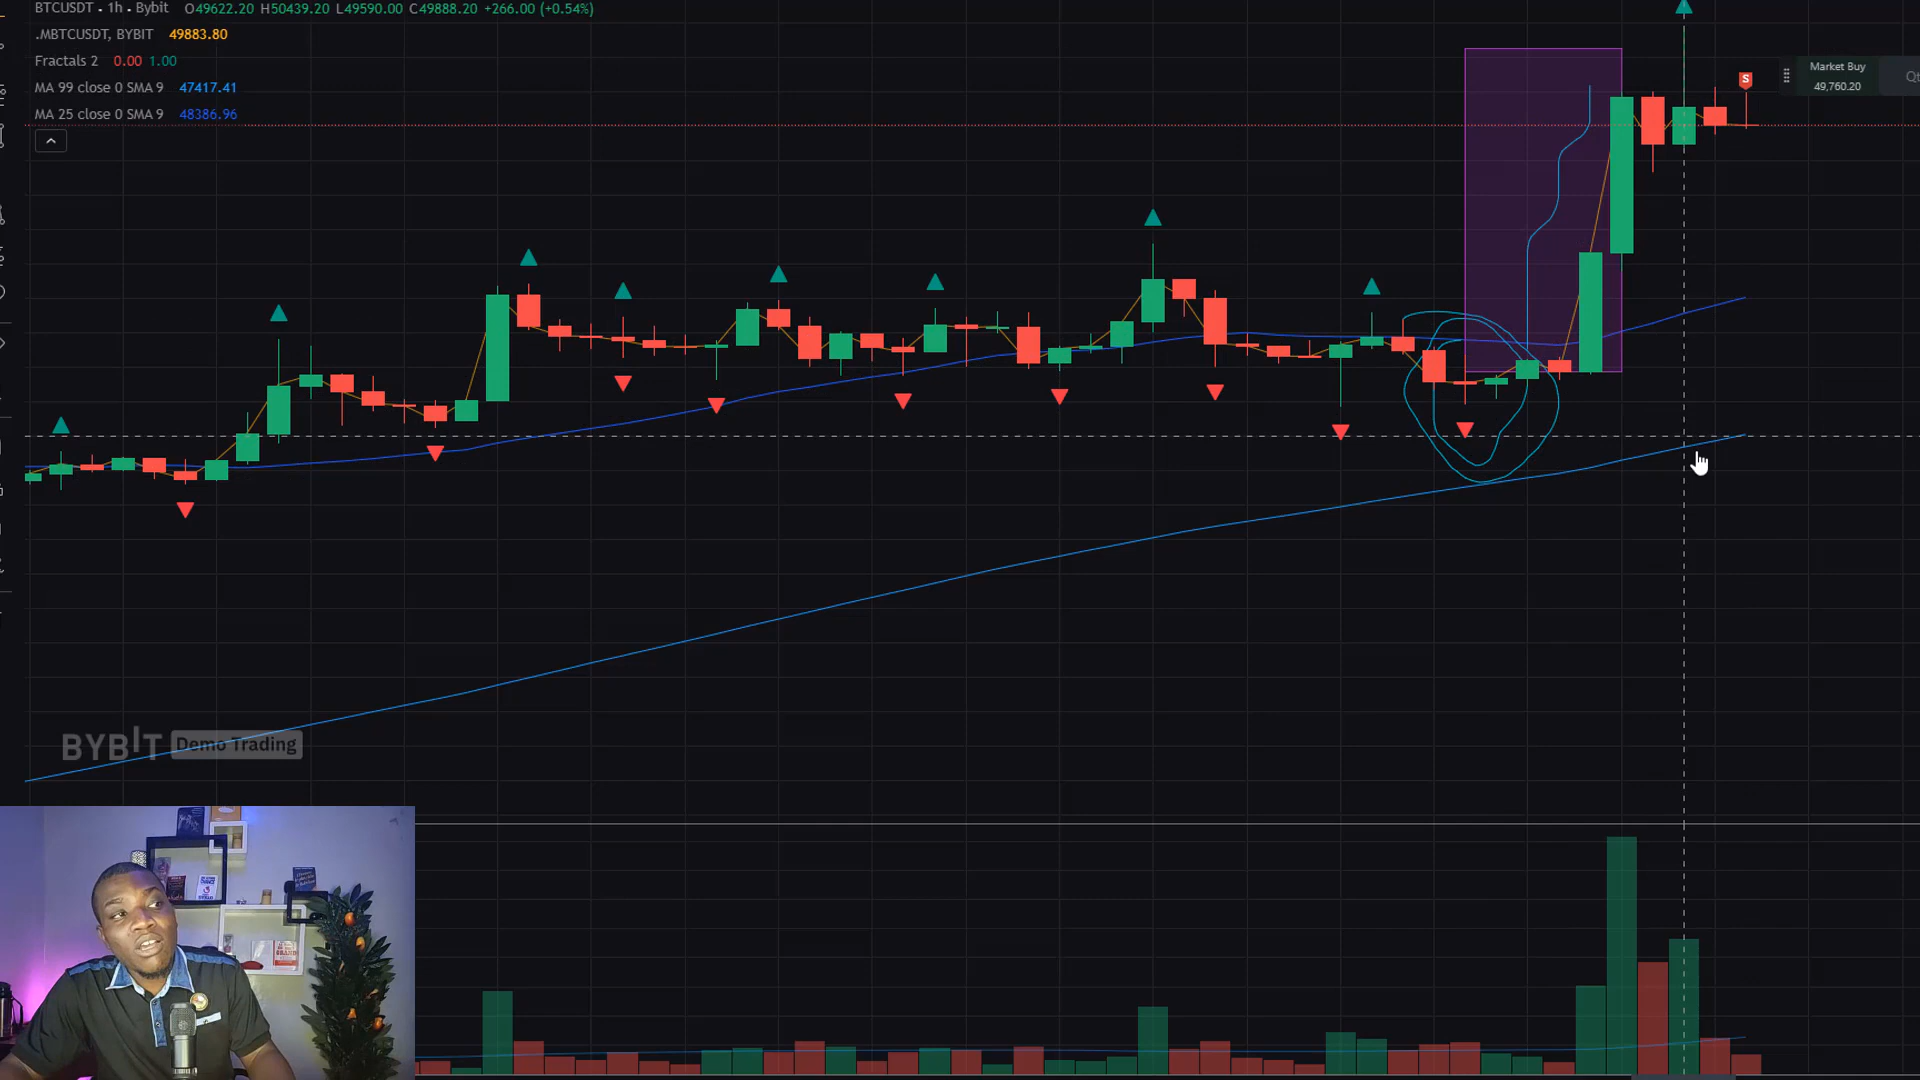 BTCUSDT • 1h • Bybit O49622.20 H50439.20 L49590.00 C49888.20 +266.00 (+0.54%)
.MBTCUSDT, BYBIT 49883.80
Fractals 2 0.00 1.00
MA 99 close 0 SMA 9 47417.41
MA 25 close 0 SMA 9 48386.96
S
Market Buy
49,760.20
Qt
BYBIT Demo Trading